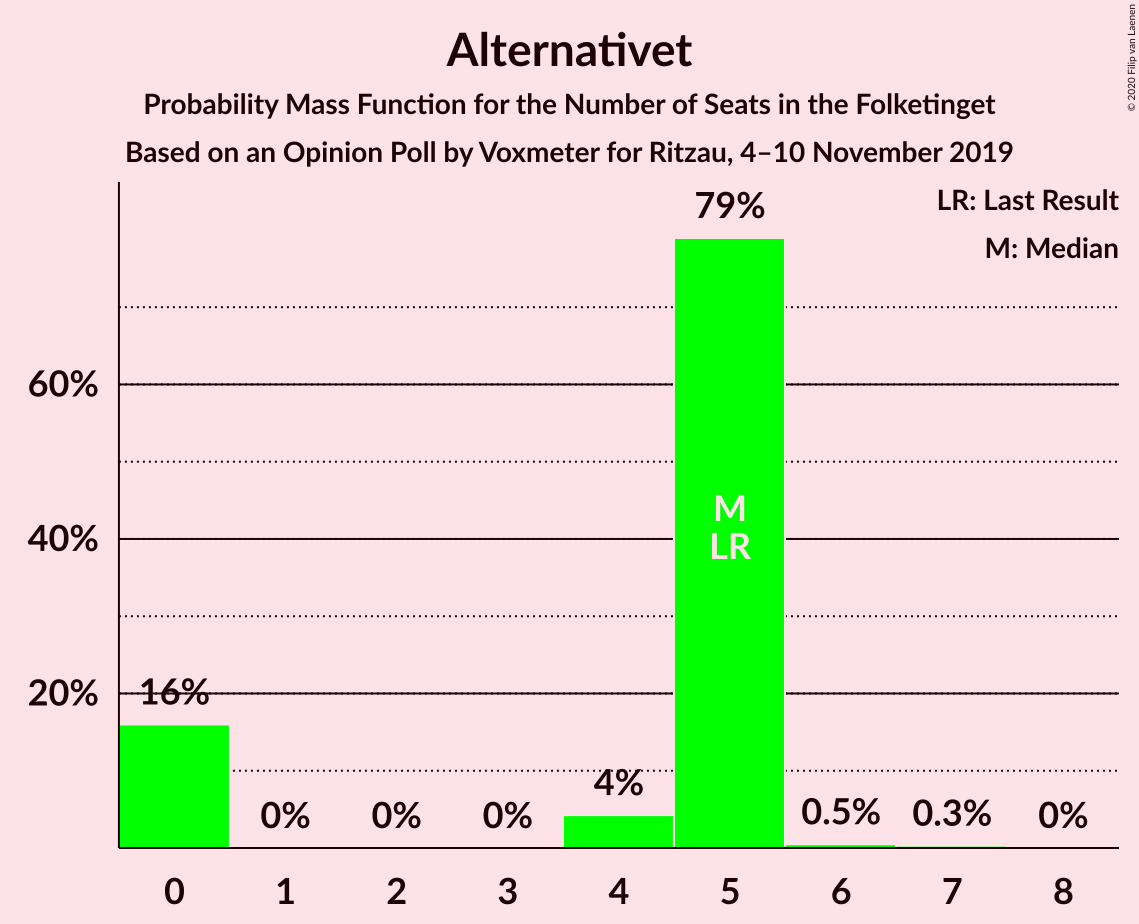 Alternativet
Probability Mass Function for the Number of Seats in the Folketinget
Based on an Opinion Poll by Voxmeter for Ritzau, 4–10 November 2019
© 2020 Filip van Laenen
LR: Last Result
M: Median
79%
60%
M
40%
LR
20%
16%
4%
0%
0%
0%
0.5%
0.3%
0%
0 1 2 3 4 5 6 7 8